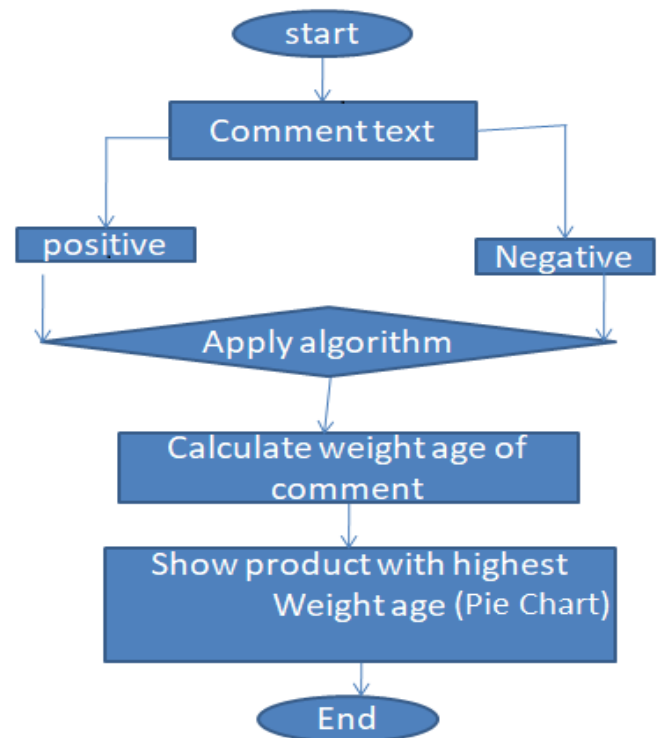 start
Comment text
positive
Negative
Apply algorithm
Calculate weight age of
comment
Show product with highest
Weight age (Pie Chart)
End